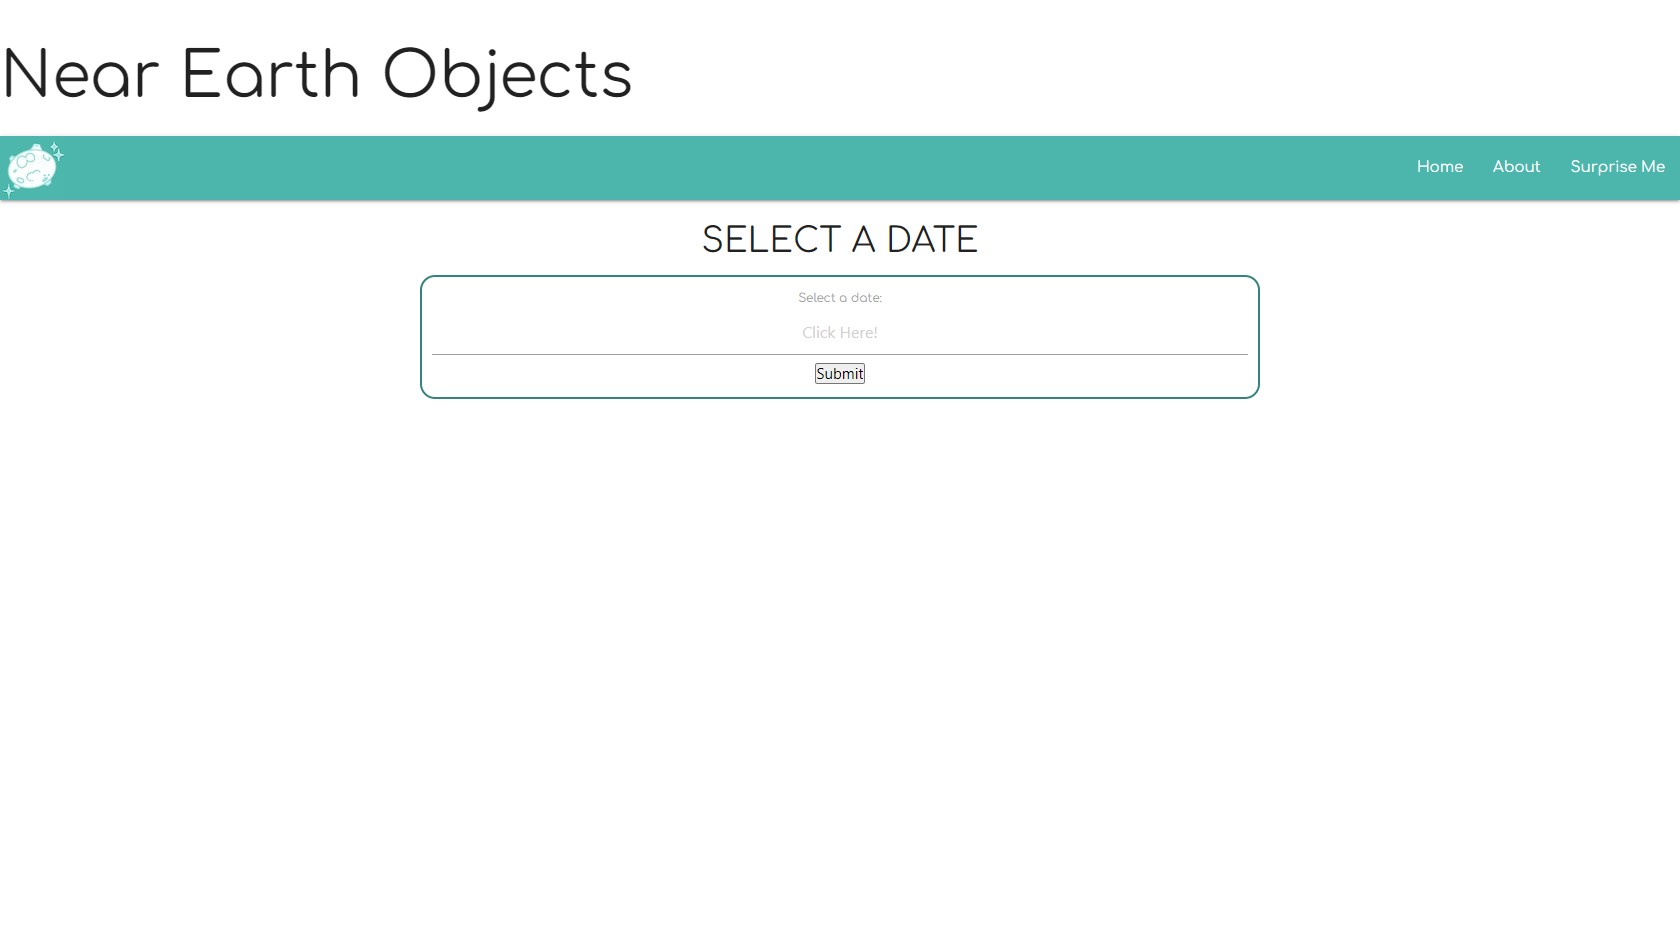 Near Earth Objects
Home About Surprise Me
SELECT A DATE
Select a date:
Click Here!
Submit